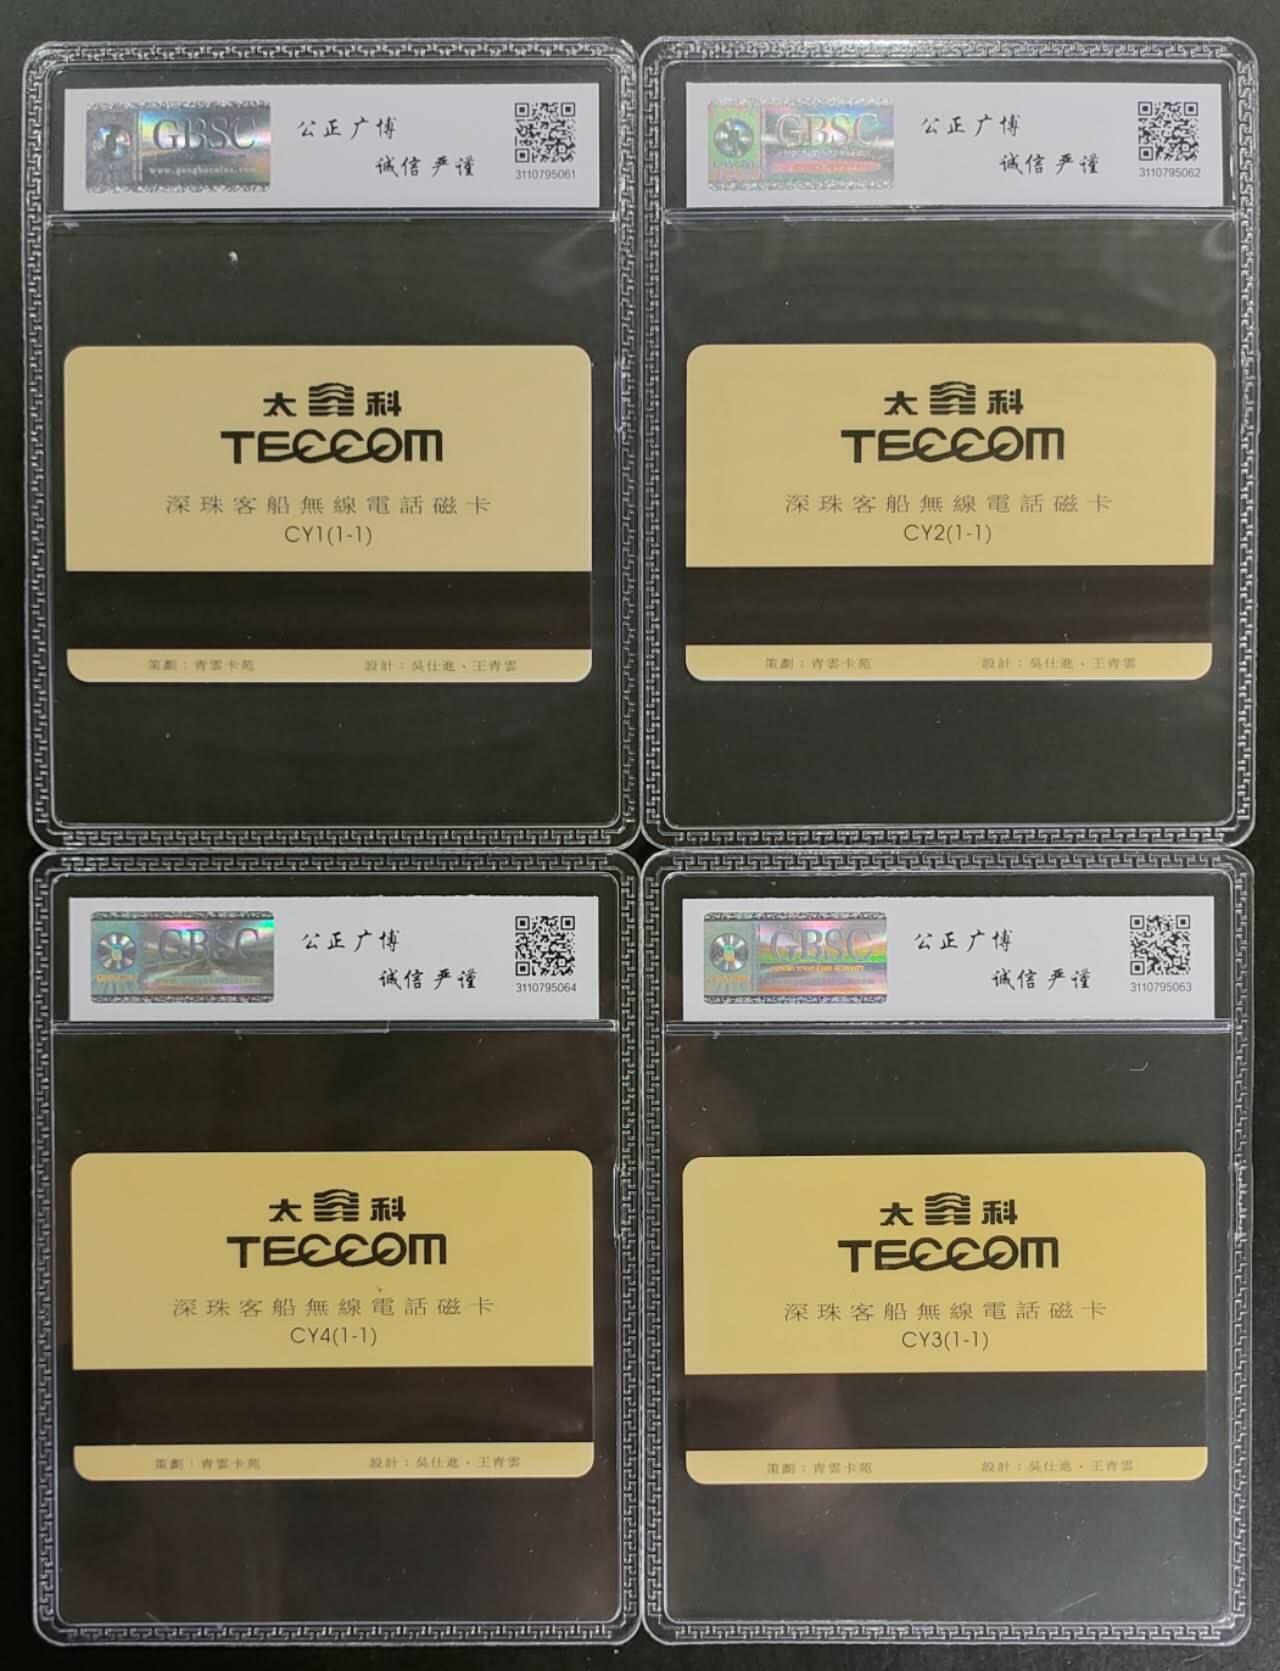 GBSC
www.gongbocoins.com
公正广博
诚信严谨
3110795061
太平科
TECCOM
深珠客船無線電話磁卡
CY1(1-1)
策劃：青雲卡苑
設計：吳仕進、王青雲
GBSC
公正广博
诚信严谨
3110795062
太 科
TECCOM
深珠客船無線電話磁卡
CY2(1-1)
策劃：青雲卡苑
設計：吳仕進、王青雲
GBSC
公正广博
诚信严谨
3110795064
太 科
TECCOM
深珠客船無線電話磁卡
CY4(1-1)
策劃：青雲卡苑
設計：吳仕進、王青雲
GBSC
公正广博
诚信严谨
3110795063
太 科
TECCOM
深珠客船無線電話磁卡
CY3(1-1)
策劃：青雲卡苑
設計：吳仕進、王青雲